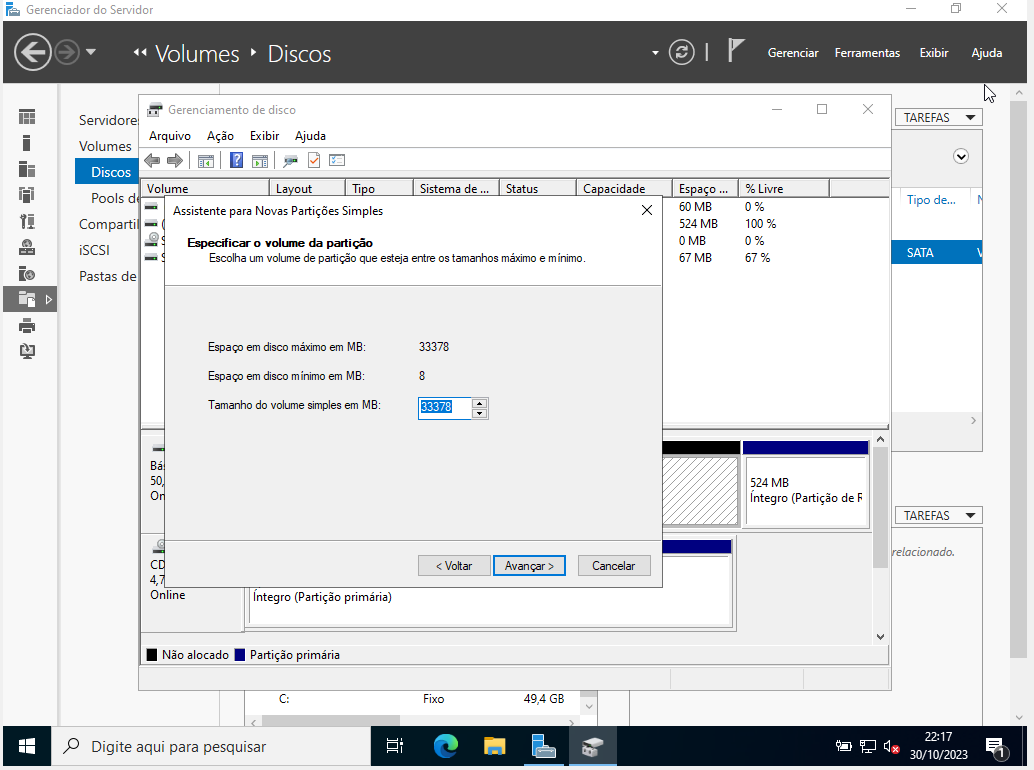 Gerenciador do Servidor
Volumes
Discos
Gerenciar
Ferramentas
Exibir
Ajuda
Servidore
Volumes
Discos
Pools d
Compartil
iSCSI
Pastas de
TAREFAS
Tipo de...
SATA
TAREFAS
relacionado.
Gerenciamento de disco
Arquivo
Ação
Exibir
Ajuda
Volume
Layout
Tipo
Sistema de ...
Status
Capacidade
Espaço ...
% Livre
60 MB
0 %
524 MB
100 %
0 MB
0 %
67 MB
67 %
Assistente para Novas Partições Simples
Especificar o volume da partição
Escolha um volume de partição que esteja entre os tamanhos máximo e mínimo.
Espaço em disco máximo em MB:
33378
Espaço em disco mínimo em MB:
8
Tamanho do volume simples em MB:
33378
< Voltar
Avançar >
Cancelar
Bás
50,
On
524 MB
Íntegro (Partição de R
CD
4,7
Online
Íntegro (Partição primária)
Não alocado
Partição primária
C:
Fixo
49,4 GB
Digite aqui para pesquisar
22:17
30/10/2023
1